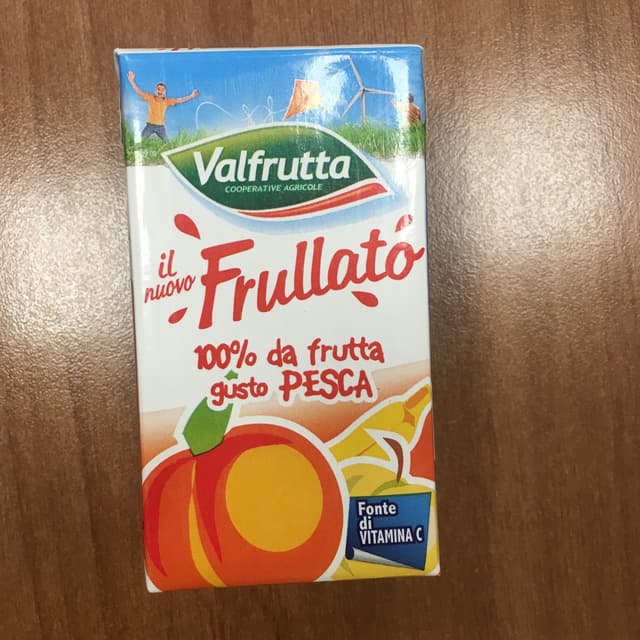 Valfrutta
COOPERATIVE AGRICOLE
il
nuovo
Frullato
100% da frutta
gusto PESCA
Fonte
di
VITAMINA C